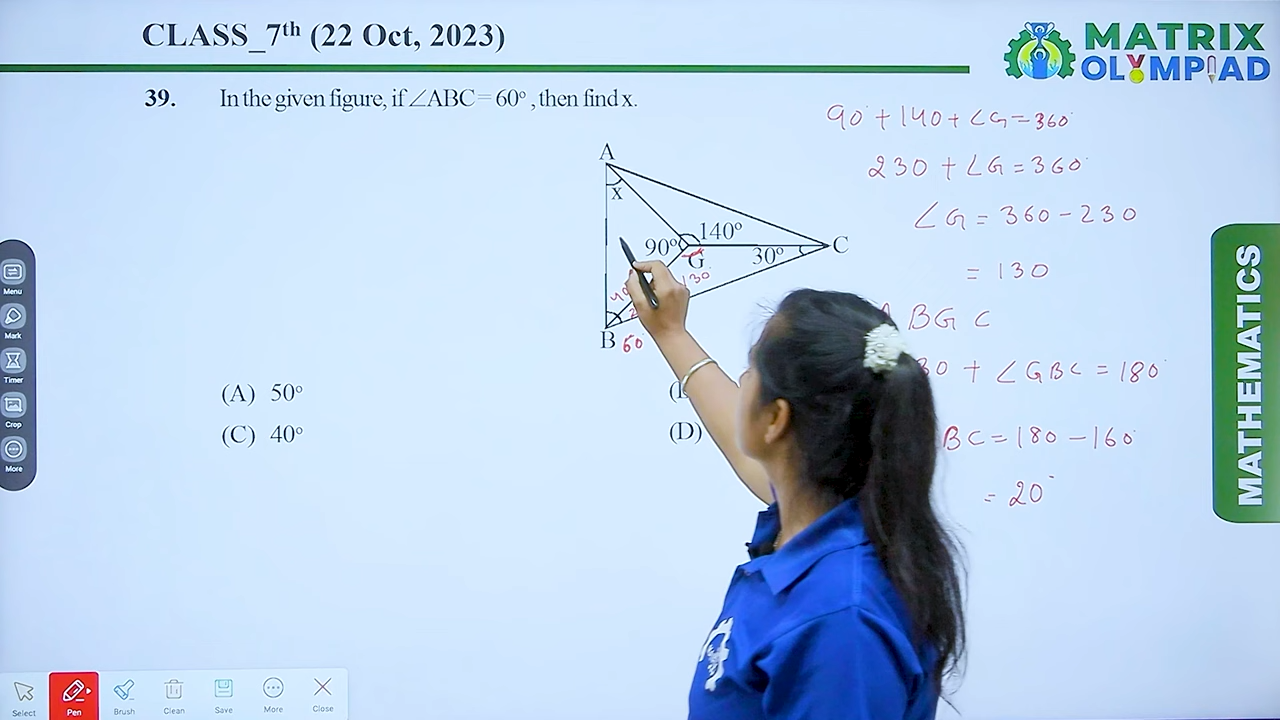 CLASS_7th (22 Oct, 2023)
MATRIX
OLYMPIAD
39. In the given figure, if ∠ABC = 60°, then find x.
90° + 140 + ∠G = 360°
230 + ∠G = 360°
∠G = 360 - 230
= 130
BGC
30 + ∠GBC = 180°
BC = 180 - 160°
= 20°
A
x
90°
140°
G
30°
C
130°
B
60°
(A) 50°
(C) 40°
(D)
MATHEMATICS
Menu
Mark
Timer
Crop
More
Select
Pen
Brush
Clean
Save
More
Close